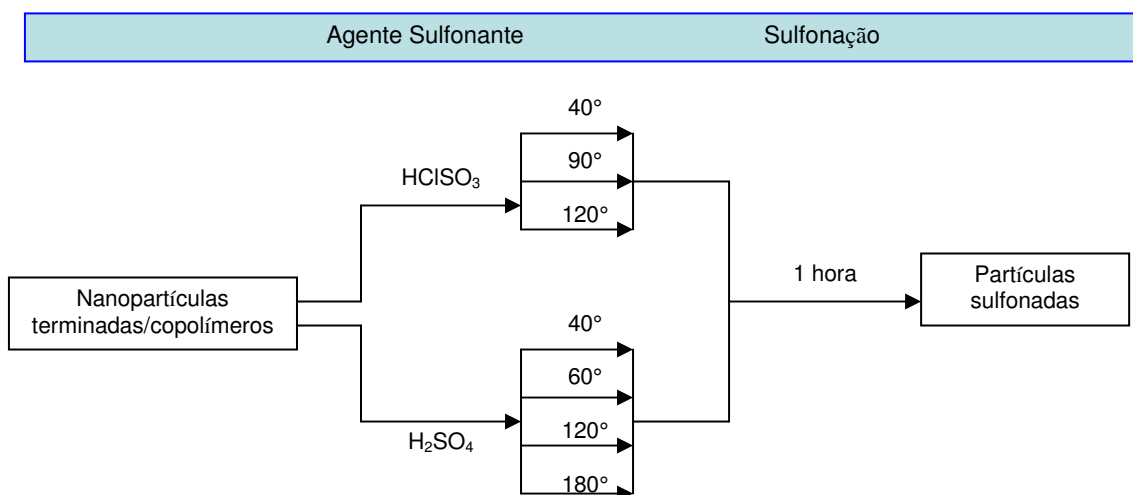 Agente Sulfonante
Sulfonação
40°
90°
HClSO₃
120°
1 hora
Partículas
sulfonadas
Nanopartículas
terminadas/copolímeros
40°
60°
120°
H₂SO₄
180°